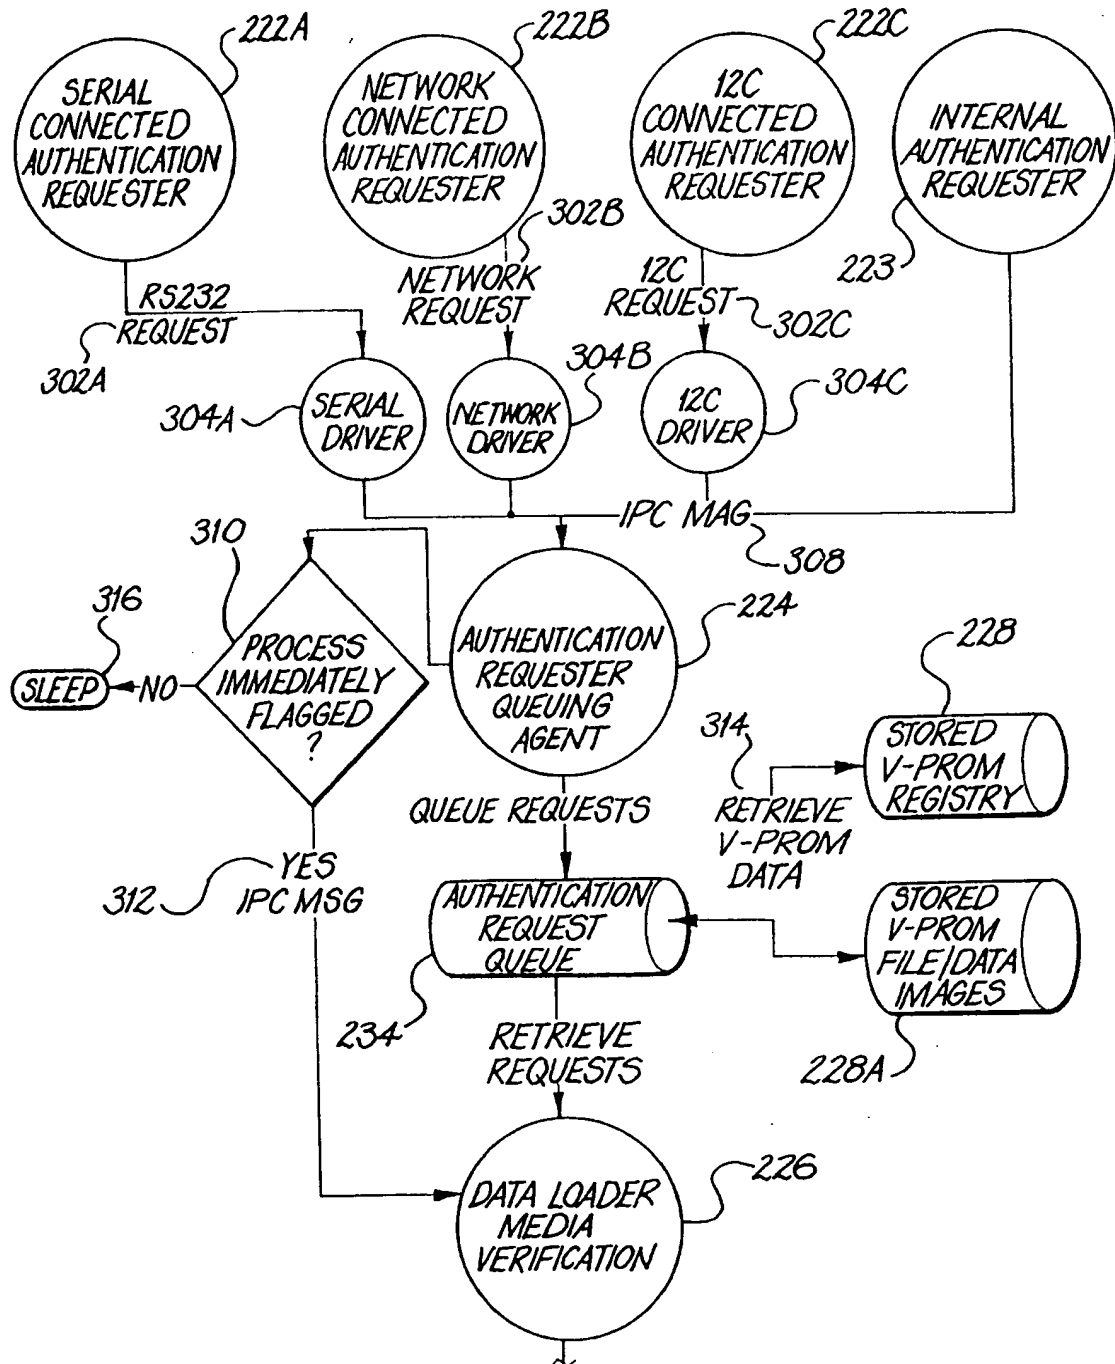 222A
222B
222C
SERIAL
CONNECTED
AUTHENTICATION
REQUESTER
NETWORK
CONNECTED
AUTHENTICATION
REQUESTER
12C
CONNECTED
AUTHENTICATION
REQUESTER
INTERNAL
AUTHENTICATION
REQUESTER
223
RS232
REQUEST
302A
302B
NETWORK
REQUEST
12C
REQUEST
302C
304A
SERIAL
DRIVER
304B
NETWORK
DRIVER
304C
12C
DRIVER
IPC MAG
308
310
316
SLEEP
NO
PROCESS
IMMEDIATELY
FLAGGED
?
224
AUTHENTICATION
REQUESTER
QUEUING
AGENT
228
STORED
V-PROM
REGISTRY
314
RETRIEVE
V-PROM
DATA
QUEUE REQUESTS
312
YES
IPC MSG
AUTHENTICATION
REQUEST
QUEUE
234
STORED
V-PROM
FILE/DATA
IMAGES
228A
RETRIEVE
REQUESTS
226
DATA LOADER
MEDIA
VERIFICATION